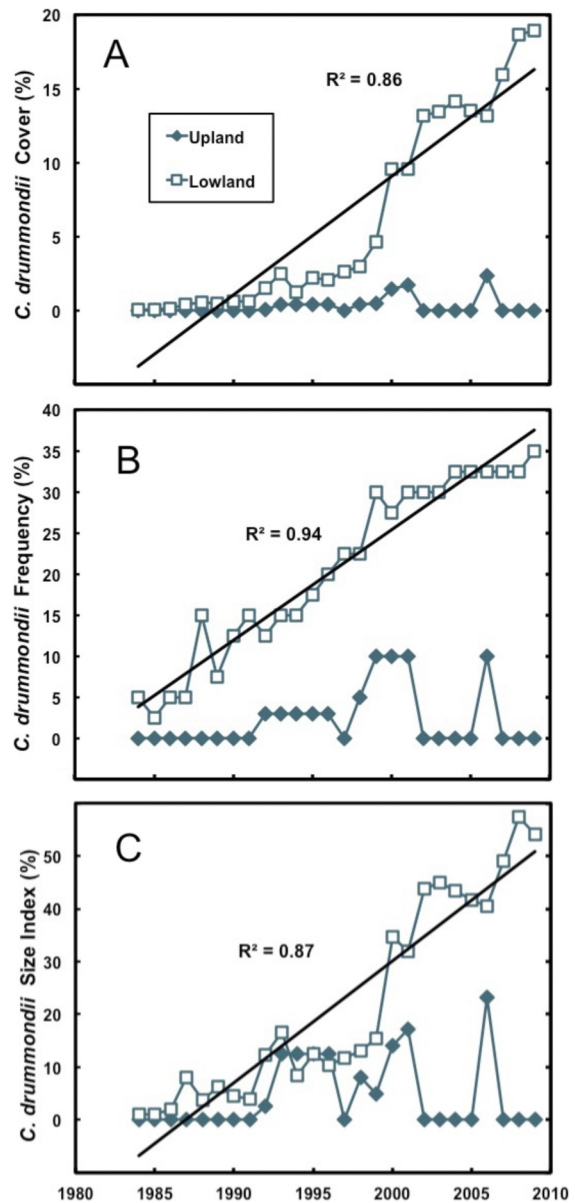 A
C. drummondii Cover (%)
20
15
10
5
0
R² = 0.86
Upland
Lowland
B
C. drummondii Frequency (%)
40
35
30
25
20
15
10
5
0
R² = 0.94
C
C. drummondii Size Index (%)
50
40
30
20
10
0
R² = 0.87
1980 1985 1990 1995 2000 2005 2010